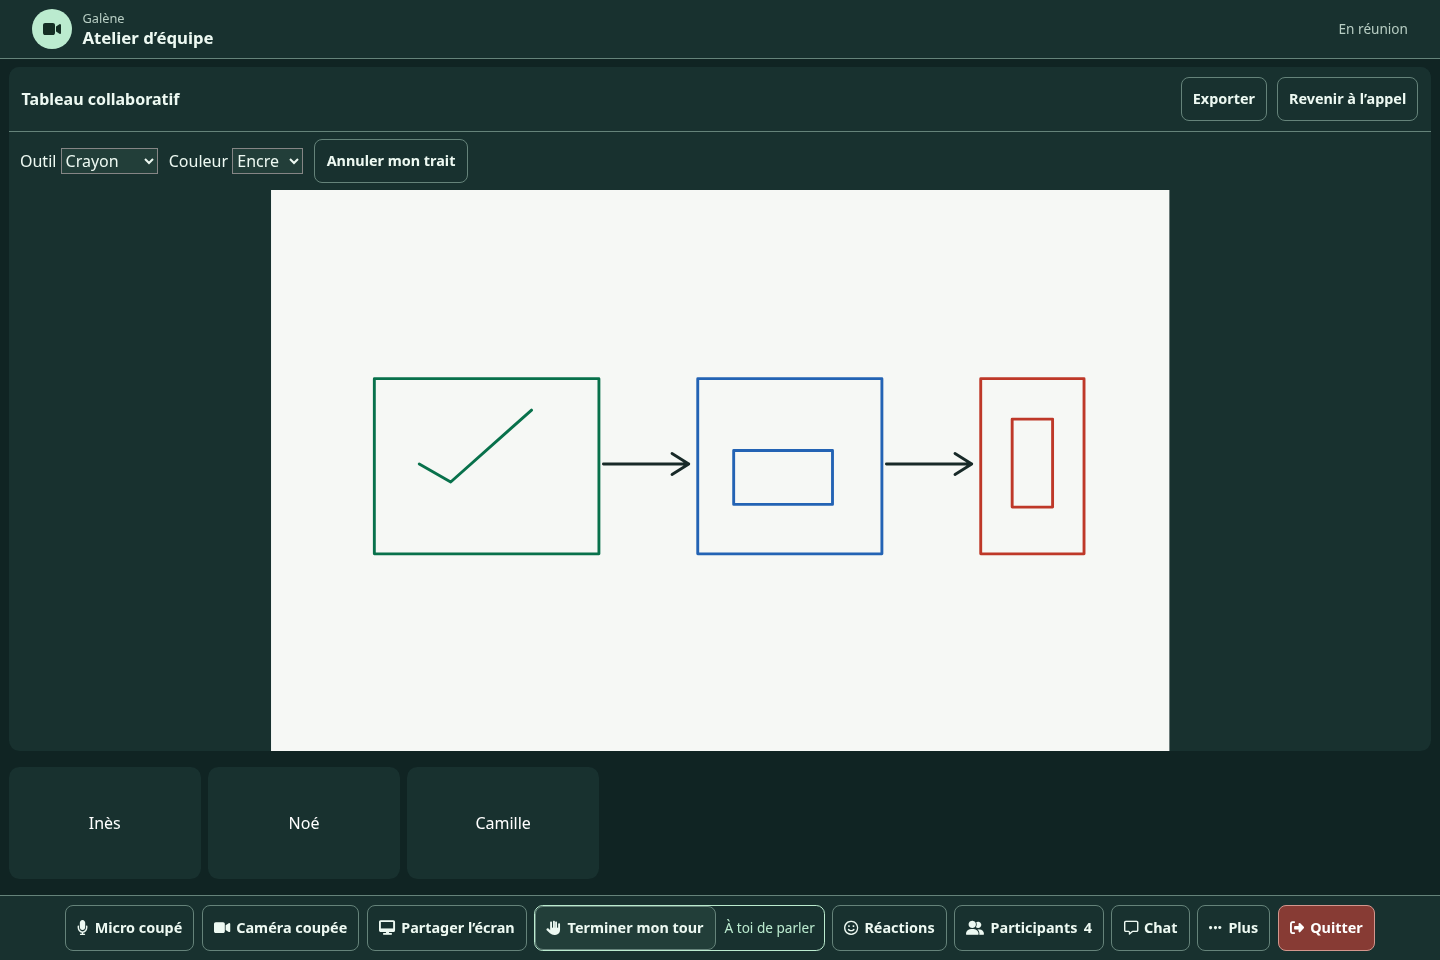 Galène
Atelier d’équipe
En réunion
Tableau collaboratif
Exporter
Revenir à l’appel
Outil Crayon Couleur Encre Annuler mon trait
Inès
Noé
Camille
Micro coupé
Caméra coupée
Partager l’écran
Terminer mon tour
À toi de parler
Réactions
Participants 4
Chat
Plus
Quitter